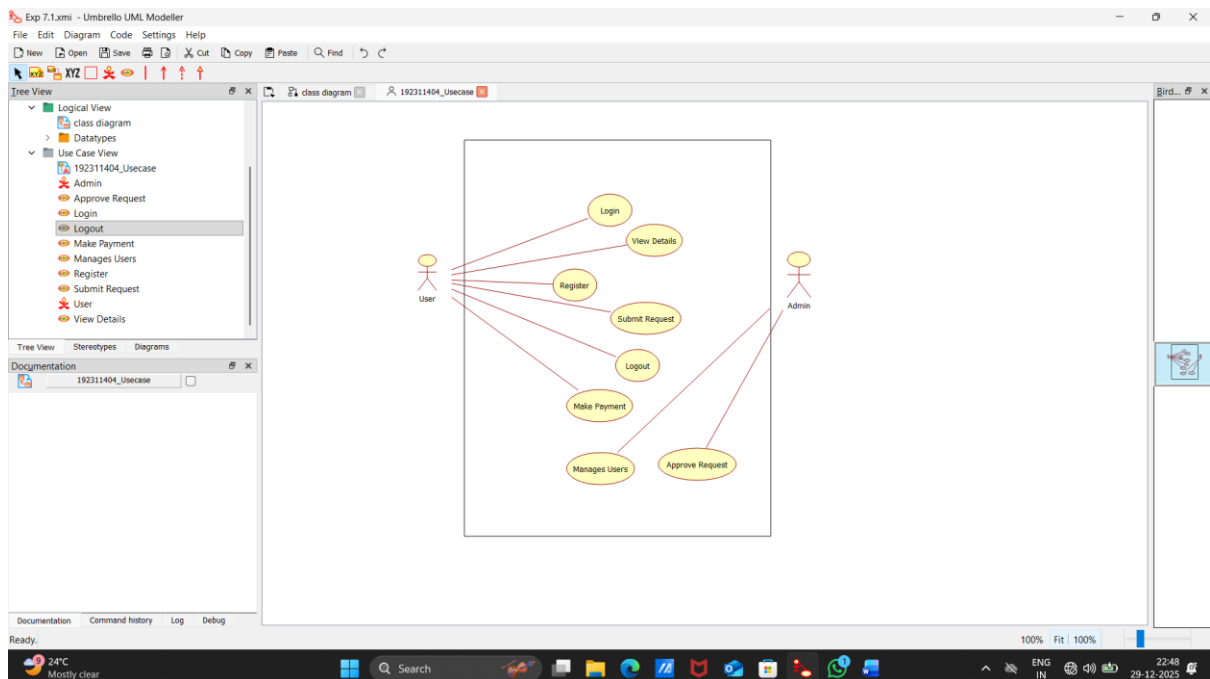 Exp 7.1.xmi - Umbrello UML Modeller
File Edit Diagram Code Settings Help
New Open Save Cut Copy Paste Find
XYZ XYZ
Tree View
class diagram 192311404_Usecase
Bird...
Logical View
class diagram
Datatypes
Use Case View
192311404_Usecase
Admin
Approve Request
Login
Logout
Make Payment
Manages Users
Register
Submit Request
User
View Details
Tree View Stereotypes Diagrams
Documentation
192311404_Usecase
Login
View Details
Register
User
Admin
Submit Request
Logout
Make Payment
Manages Users
Approve Request
Documentation Command history Log Debug
Ready.
100% Fit 100%
9
24°C
Mostly clear
Search
ENG
IN
22:48
29-12-2025